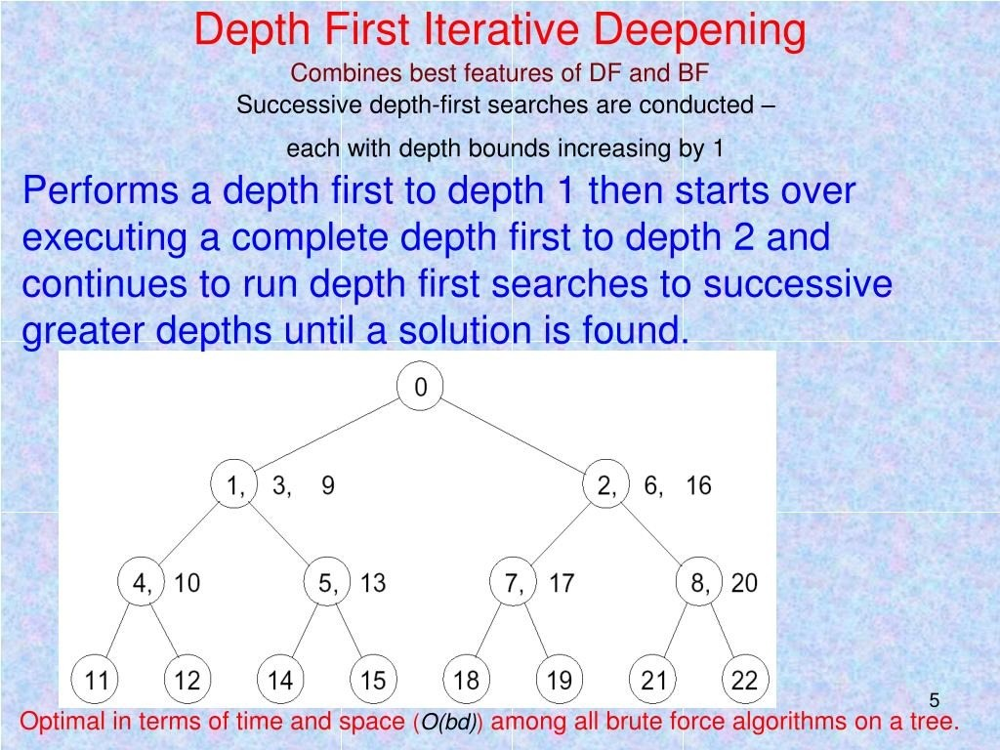 Depth First Iterative Deepening
Combines best features of DF and BF
Successive depth-first searches are conducted –
each with depth bounds increasing by 1
Performs a depth first to depth 1 then starts over
executing a complete depth first to depth 2 and
continues to run depth first searches to successive
greater depths until a solution is found.
0
1, 3, 9 2, 6, 16
4, 10 5, 13 7, 17 8, 20
11 12 14 15 18 19 21 22
5
Optimal in terms of time and space (O(bd)) among all brute force algorithms on a tree.